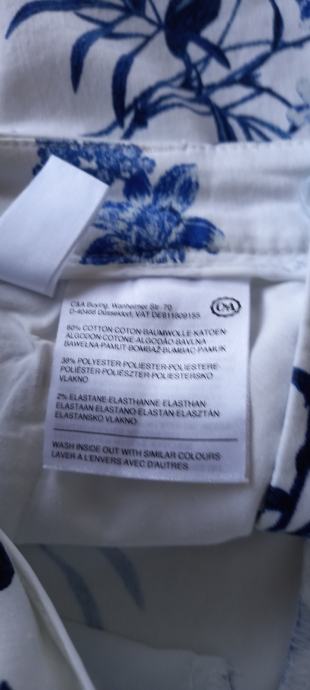 C&A Buying, Wanheimer Str. 70
D-40468 Düsseldorf, VAT DE811809155
C&A
60% COTTON·COTON·BAUMWOLLE·KATOEN·
ALGODÓN·COTONE·ALGODÃO·BAVLNA
BAWEŁNA·PAMUT·BOMBAŽ·BUMBAC·PAMUK
38% POLYESTER·POLIÉSTER·POLIESTERE·
POLIESTER·POLIÉSZTER·POLIESTERSKO
VLAKNO
2% ELASTANE·ELASTHANNE·ELASTHAN
ELASTAAN·ELASTANO·ELASTAN·ELASZTÁN
ELASTANSKO VLAKNO
WASH INSIDE OUT WITH SIMILAR COLOURS
LAVER A L'ENVERS AVEC D'AUTRES